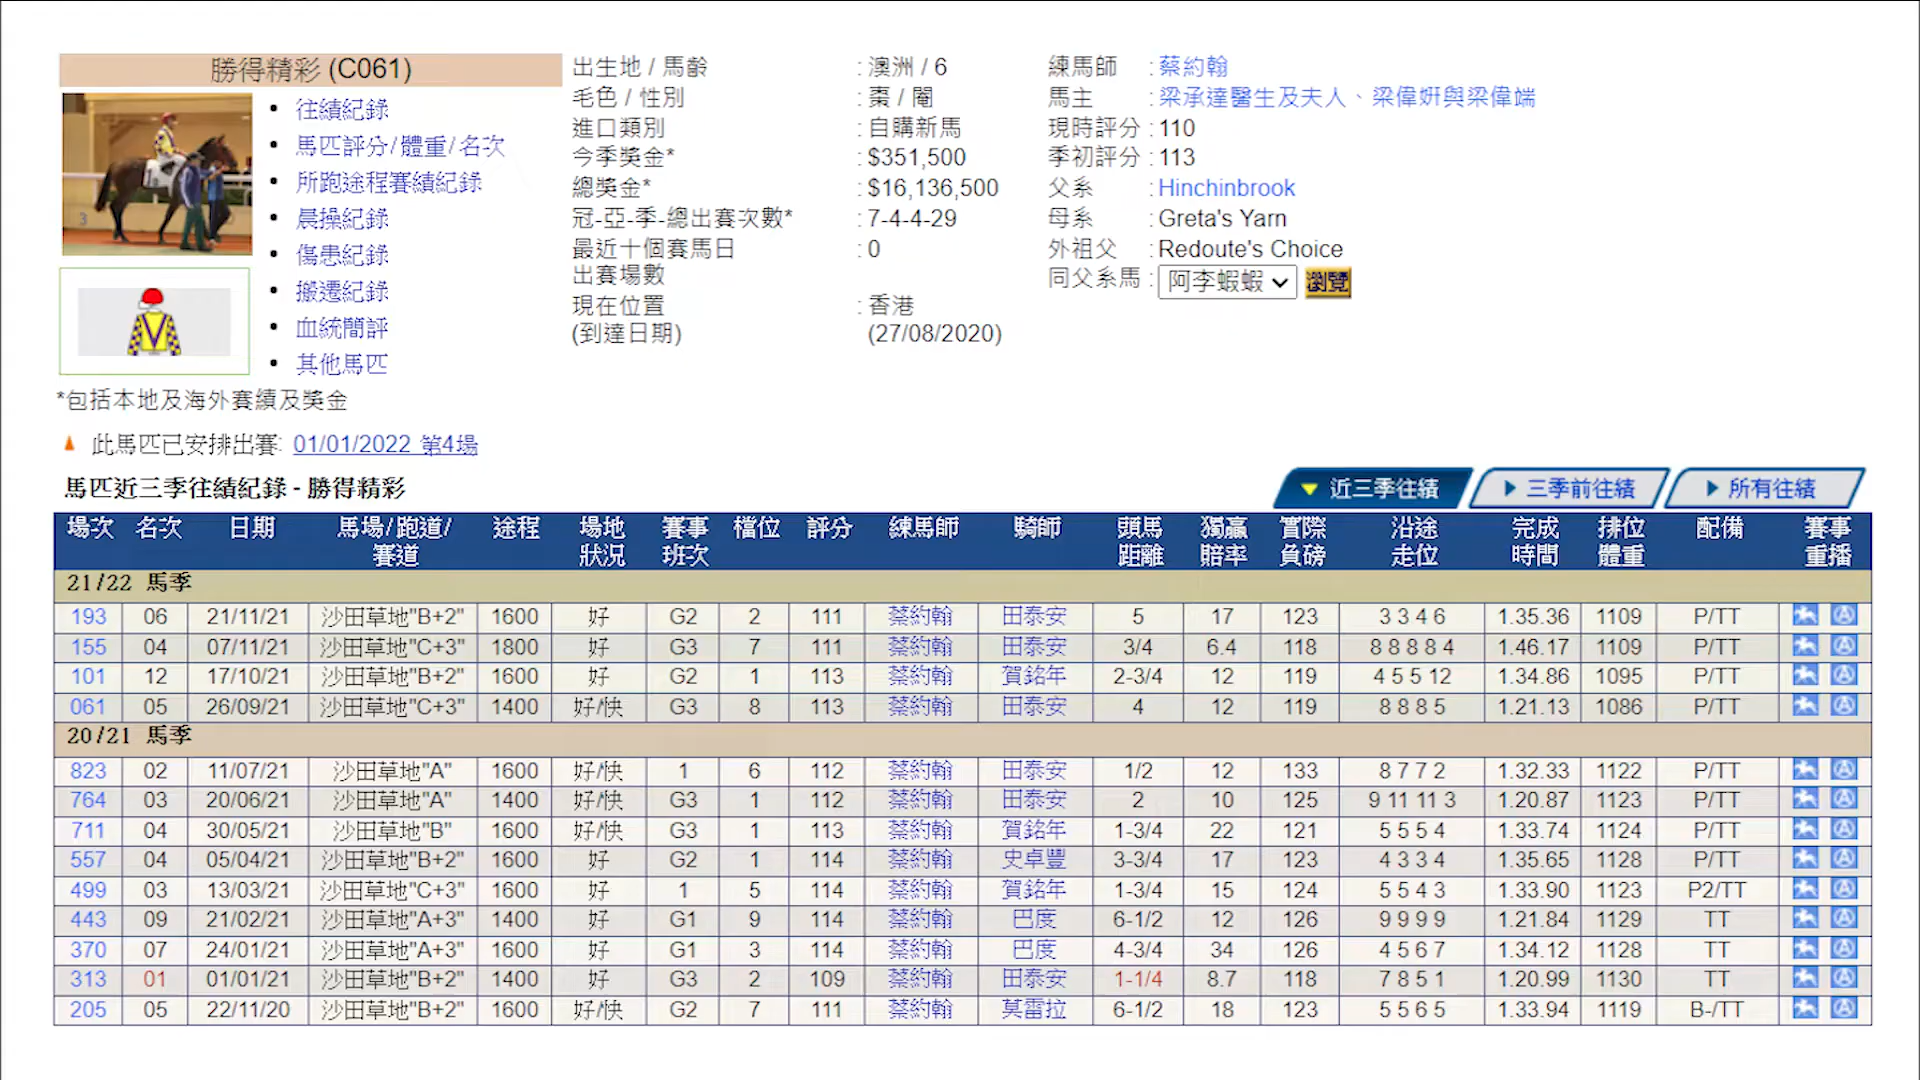 勝得精彩 (C061)
• 往績紀錄
• 馬匹評分/體重/名次
• 所跑途程賽績紀錄
• 晨操紀錄
• 傷患紀錄
• 搬遷紀錄
• 血統簡評
• 其他馬匹
3
出生地 / 馬齡 : 澳洲 / 6
毛色 / 性別 : 棗 / 閹
進口類別 : 自購新馬
今季獎金* : $351,500
總獎金* : $16,136,500
冠-亞-季-總出賽次數* : 7-4-4-29
最近十個賽馬日 : 0
出賽場數
現在位置 : 香港
(到達日期) (27/08/2020)
練馬師 : 蔡約翰
馬主 : 梁承達醫生及夫人、梁偉妍與梁偉端
現時評分 : 110
季初評分 : 113
父系 : Hinchinbrook
母系 : Greta's Yarn
外祖父 : Redoute's Choice
同父系馬 : 阿李蝦蝦 瀏覽
*包括本地及海外賽績及獎金
此馬匹已安排出賽: 01/01/2022 第4場
馬匹近三季往績紀錄 - 勝得精彩
近三季往績 三季前往績 所有往績
場次 名次 日期 馬場/跑道/ 途程 場地 賽事 檔位 評分 練馬師 騎師 頭馬 獨贏 實際 沿途 完成 排位 配備 賽事
賽道 狀況 班次 距離 賠率 負磅 走位 時間 體重 重播
21/22 馬季
193 06 21/11/21 沙田草地"B+2" 1600 好 G2 2 111 蔡約翰 田泰安 5 17 123 3 3 4 6 1.35.36 1109 P/TT
155 04 07/11/21 沙田草地"C+3" 1800 好 G3 7 111 蔡約翰 田泰安 3/4 6.4 118 8 8 8 8 4 1.46.17 1109 P/TT
101 12 17/10/21 沙田草地"B+2" 1600 好 G2 1 113 蔡約翰 賀銘年 2-3/4 12 119 4 5 5 12 1.34.86 1095 P/TT
061 05 26/09/21 沙田草地"C+3" 1400 好/快 G3 8 113 蔡約翰 田泰安 4 12 119 8 8 8 5 1.21.13 1086 P/TT
20/21 馬季
823 02 11/07/21 沙田草地"A" 1600 好/快 1 6 112 蔡約翰 田泰安 1/2 12 133 8 7 7 2 1.32.33 1122 P/TT
764 03 20/06/21 沙田草地"A" 1400 好/快 G3 1 112 蔡約翰 田泰安 2 10 125 9 11 11 3 1.20.87 1123 P/TT
711 04 30/05/21 沙田草地"B" 1600 好/快 G3 1 113 蔡約翰 賀銘年 1-3/4 22 121 5 5 5 4 1.33.74 1124 P/TT
557 04 05/04/21 沙田草地"B+2" 1600 好 G2 1 114 蔡約翰 史卓豐 3-3/4 17 123 4 3 3 4 1.35.65 1128 P/TT
499 03 13/03/21 沙田草地"C+3" 1600 好 1 5 114 蔡約翰 賀銘年 1-3/4 15 124 5 5 4 3 1.33.90 1123 P2/TT
443 09 21/02/21 沙田草地"A+3" 1400 好 G1 9 114 蔡約翰 巴度 6-1/2 12 126 9 9 9 9 1.21.84 1129 TT
370 07 24/01/21 沙田草地"A+3" 1600 好 G1 3 114 蔡約翰 巴度 4-3/4 34 126 4 5 6 7 1.34.12 1128 TT
313 01 01/01/21 沙田草地"B+2" 1400 好 G3 2 109 蔡約翰 田泰安 1-1/4 8.7 118 7 8 5 1 1.20.99 1130 TT
205 05 22/11/20 沙田草地"B+2" 1600 好/快 G2 7 111 蔡約翰 莫雷拉 6-1/2 18 123 5 5 6 5 1.33.94 1119 B-/TT